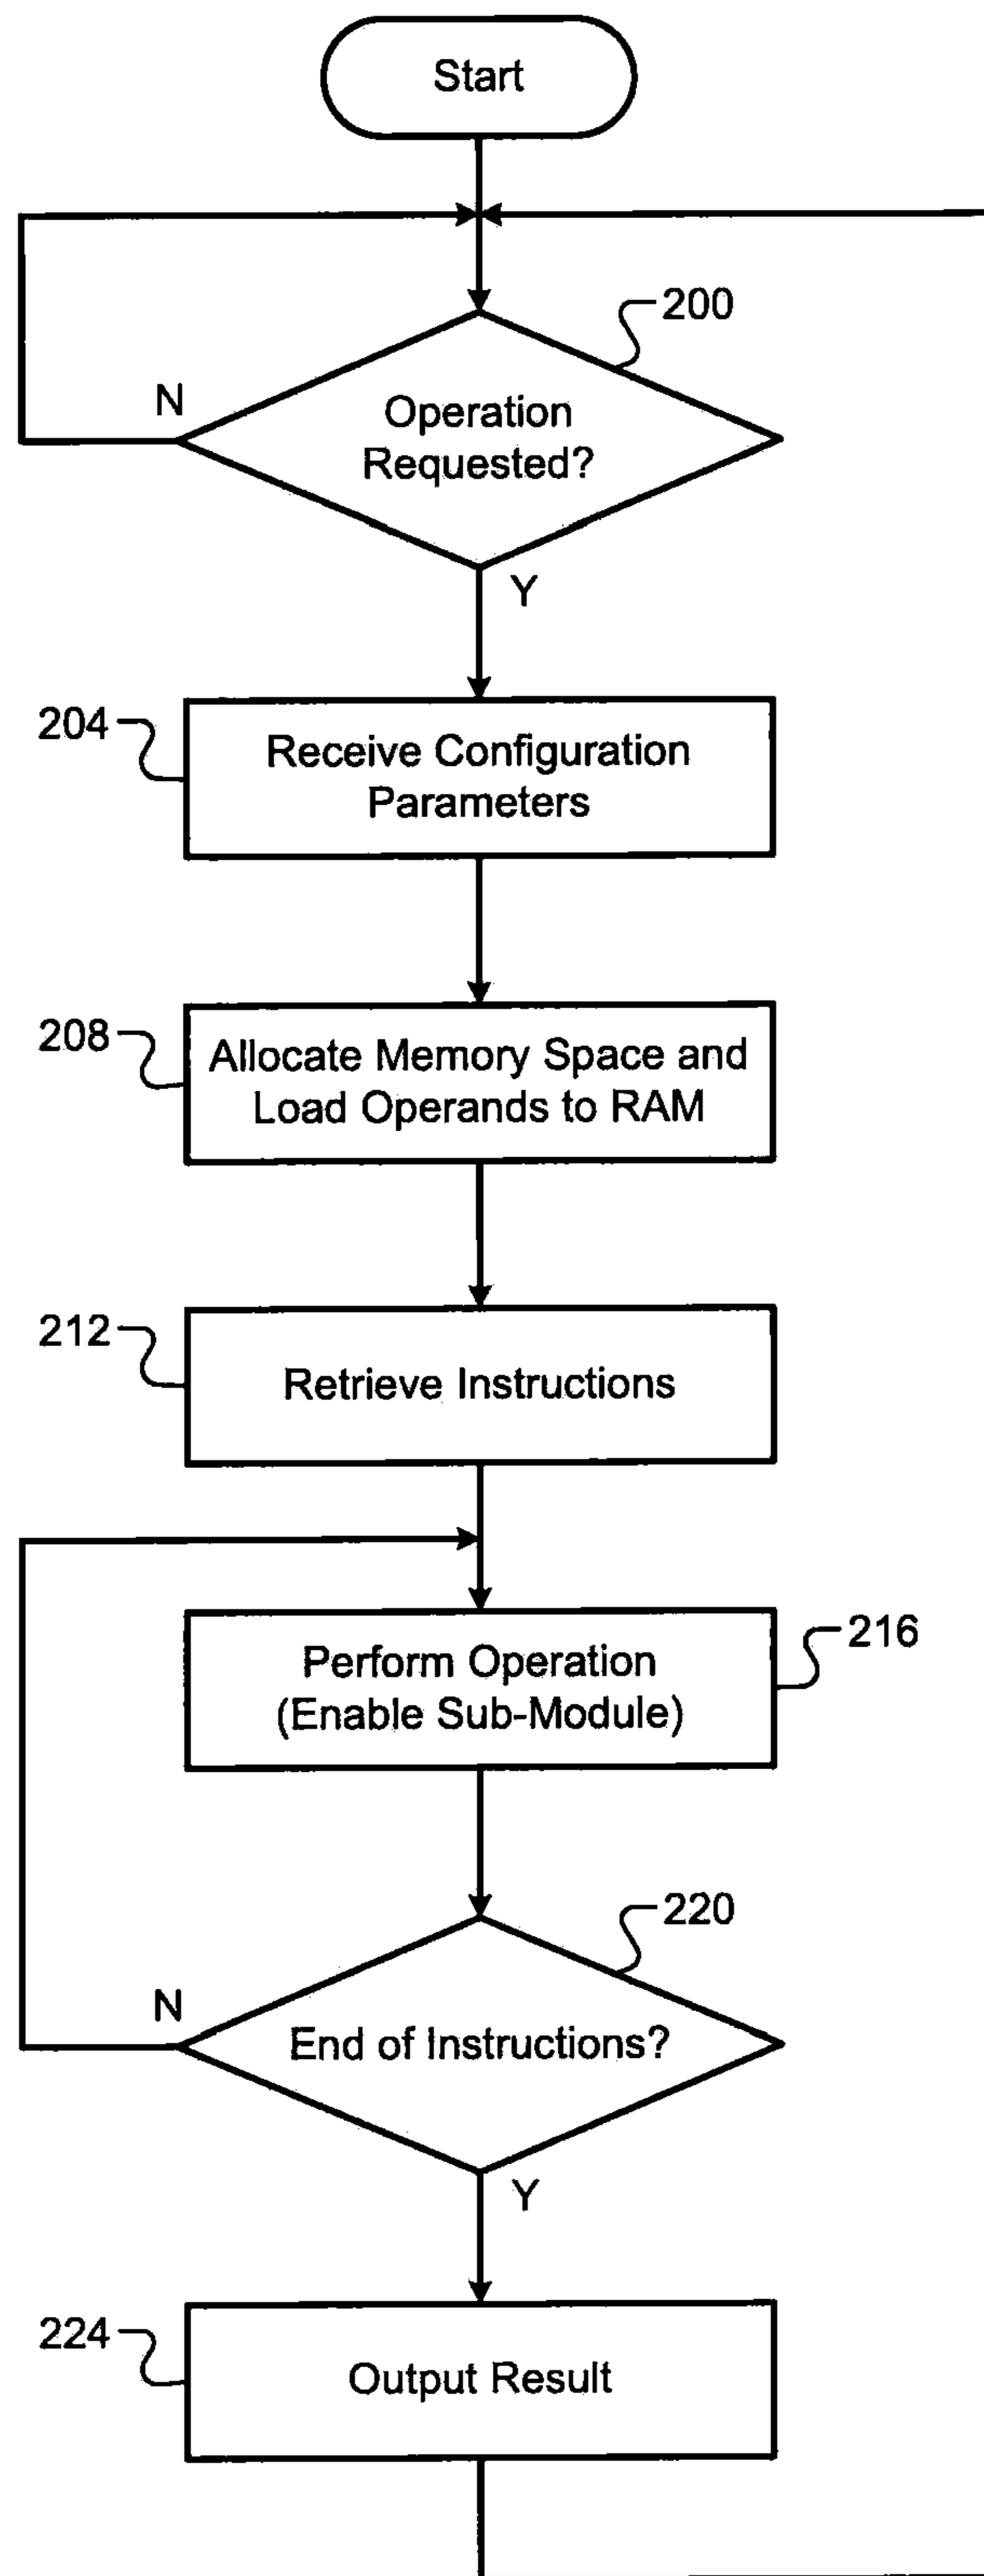 Start
200
N
Operation
Requested?
Y
204
Receive Configuration
Parameters
208
Allocate Memory Space and
Load Operands to RAM
212
Retrieve Instructions
Perform Operation
(Enable Sub-Module)
216
220
N
End of Instructions?
Y
224
Output Result